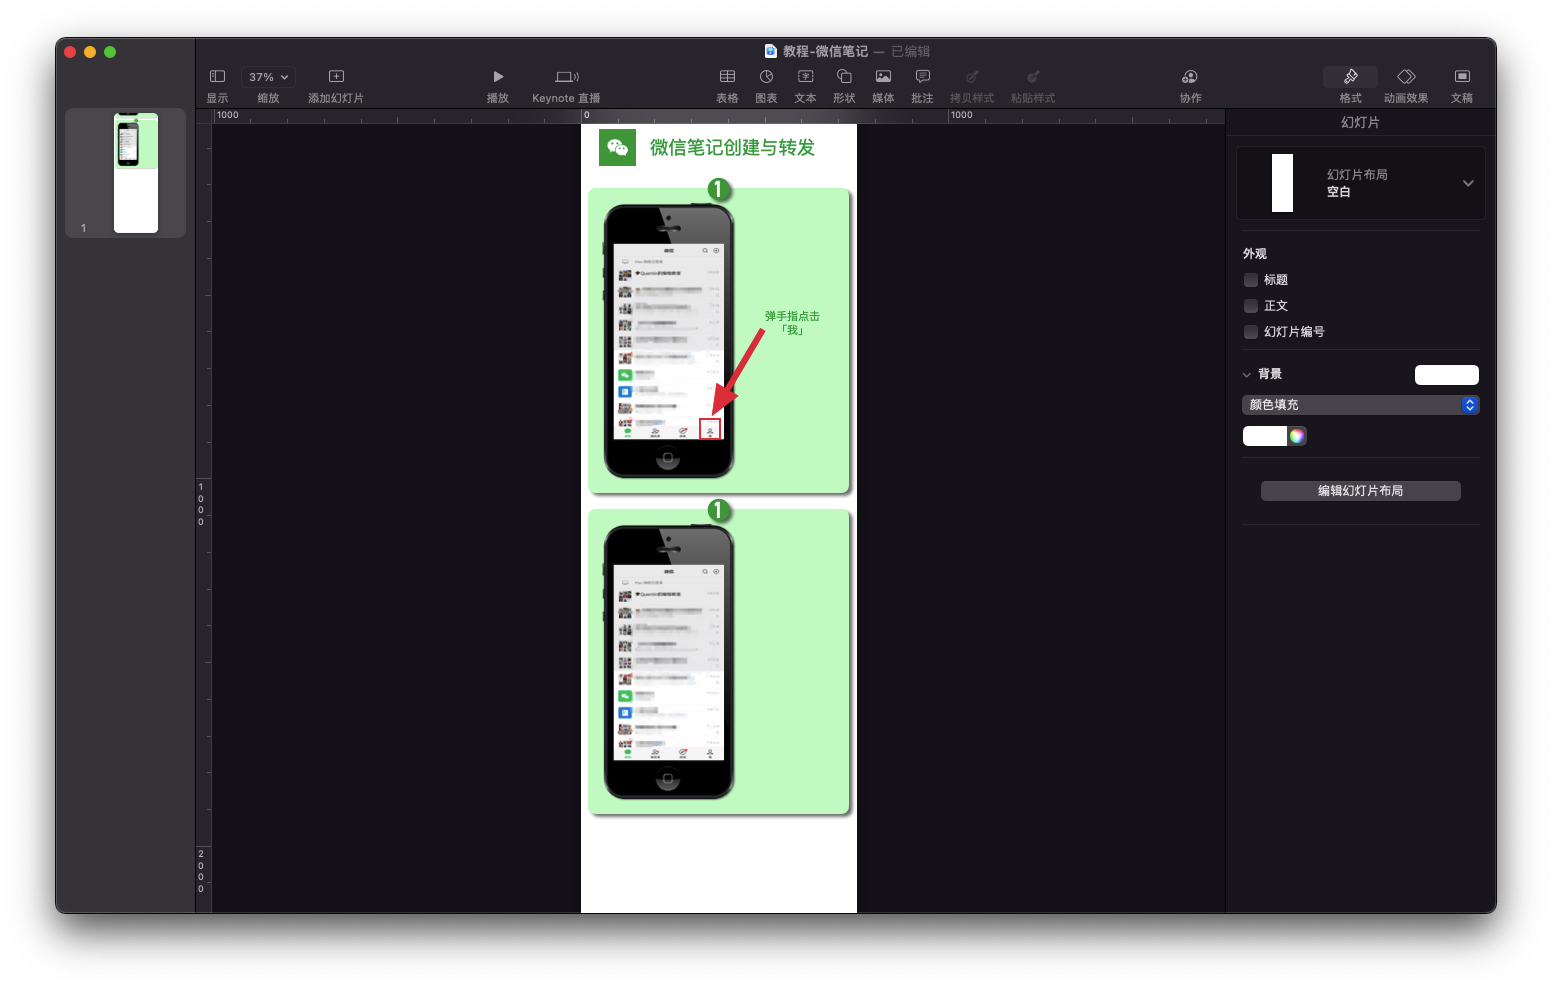 教程-微信笔记 — 已编辑
37%
显示
缩放
添加幻灯片
播放
Keynote 直播
表格
图表
文本
形状
媒体
批注
拷贝样式
粘贴样式
协作
格式
动画效果
文稿
1000
0
1000
幻灯片
1
幻灯片布局
空白
外观
标题
正文
幻灯片编号
背景
颜色填充
编辑幻灯片布局
1000
2000
微信笔记创建与转发
1
微信
弹手指点击
「我」
1
微信